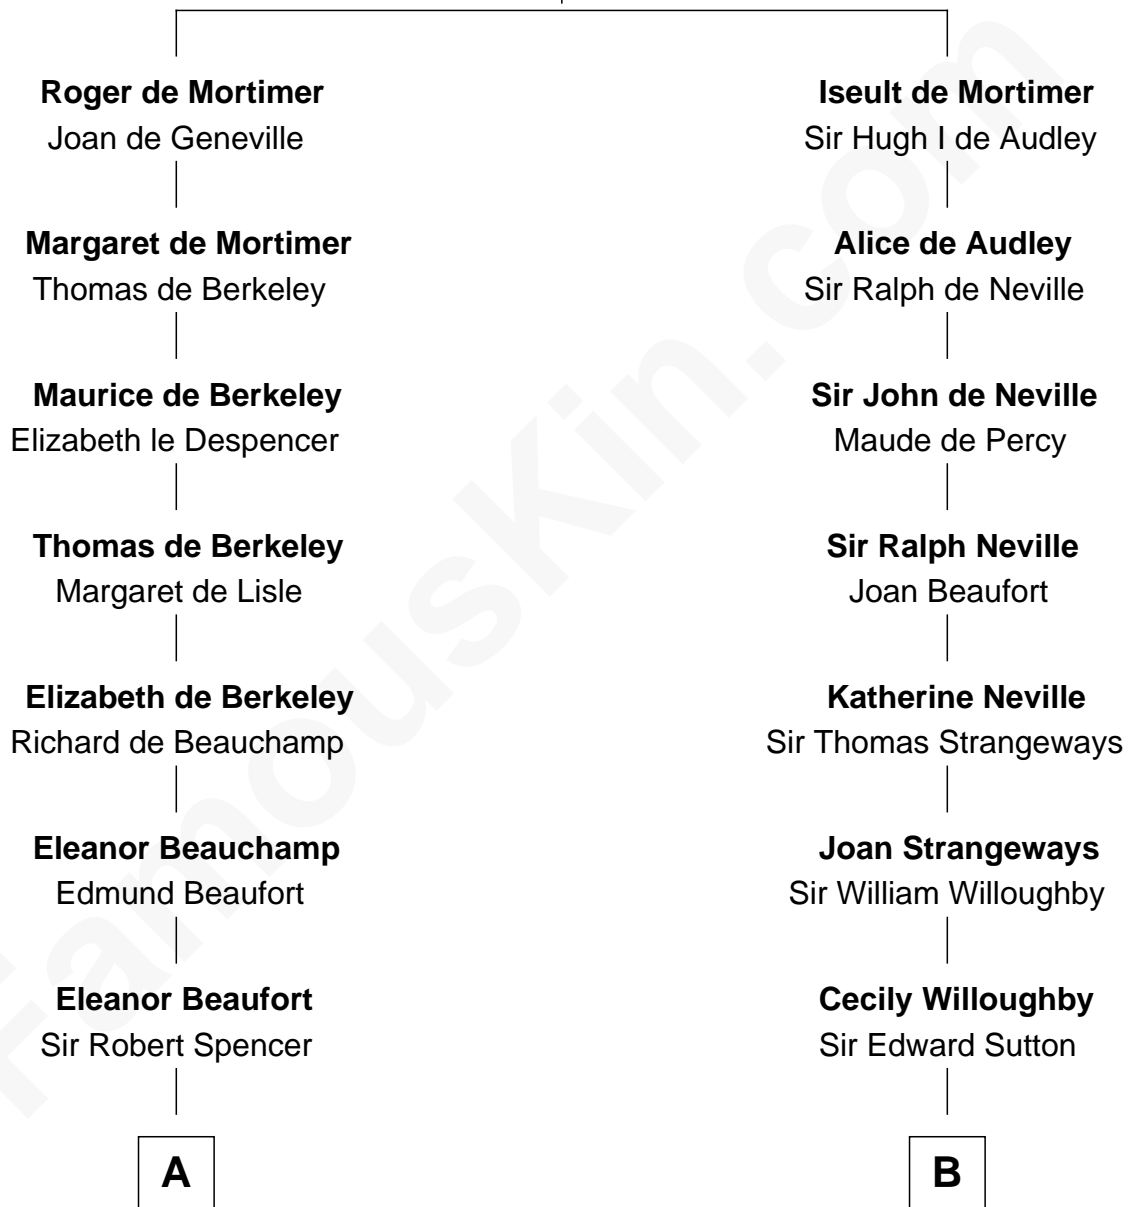 Roger de Mortimer
Joan de Geneville
Margaret de Mortimer
Thomas de Berkeley
Maurice de Berkeley
Elizabeth le Despencer
Thomas de Berkeley
Margaret de Lisle
Elizabeth de Berkeley
Richard de Beauchamp
Eleanor Beauchamp
Edmund Beaufort
Eleanor Beaufort
Sir Robert Spencer
A
Iseult de Mortimer
Sir Hugh I de Audley
Alice de Audley
Sir Ralph de Neville
Sir John de Neville
Maude de Percy
Sir Ralph Neville
Joan Beaufort
Katherine Neville
Sir Thomas Strangeways
Joan Strangeways
Sir William Willoughby
Cecily Willoughby
Sir Edward Sutton
B
FamousKin.com